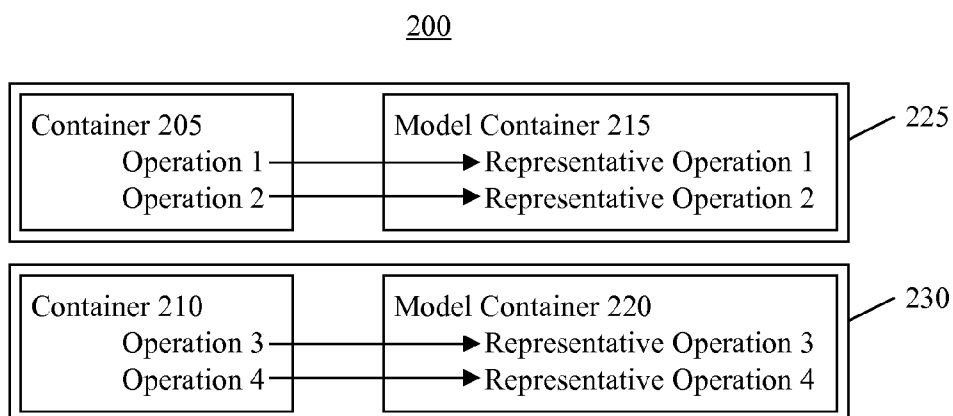 200
Container 205
Model Container 215
225
Operation 1
Representative Operation 1
Operation 2
Representative Operation 2
Container 210
Model Container 220
230
Operation 3
Representative Operation 3
Operation 4
Representative Operation 4